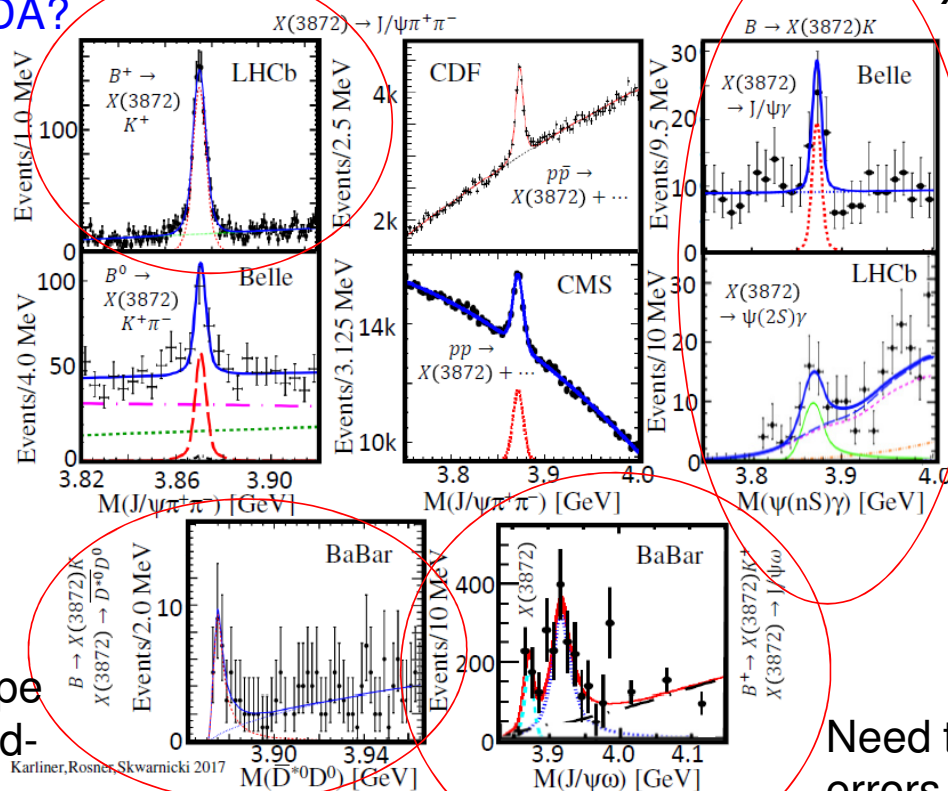 DA?
X(3872) → J/ψπ⁺π⁻
B → X(3872)K
Events/1.0 MeV
100
0
B⁺ →
X(3872)
K⁺
LHCb
Events/2.5 MeV
4k
2k
CDF
pp̄ →
X(3872) + ⋯
Events/9.5 MeV
30
20
10
0
X(3872)
→ J/ψγ
Belle
Events/4.0 MeV
100
50
0
B⁰ →
X(3872)
K⁺π⁻
Belle
3.82 3.86 3.90
M(J/ψπ⁺π⁻) [GeV]
Events/3.125 MeV
14k
10k
CMS
pp →
X(3872) + ⋯
3.8 3.9 4.0
M(J/ψπ⁺π⁻) [GeV]
Events/10 MeV
30
20
10
0
LHCb
X(3872)
→ ψ(2S)γ
3.8 3.9 4.0
M(ψ(nS)γ) [GeV]
B → X(3872)K
X(3872) → D̅*⁰D⁰
Events/2.0 MeV
10
0
BaBar
3.90 3.94
M(D̅*⁰D⁰) [GeV]
Events/10 MeV
400
200
0
X(3872)
BaBar
3.9 4.0 4.1
M(J/ψω) [GeV]
B⁺→ X(3872)K⁺
X(3872) → J/ψω
be
d-
Karliner,Rosner,Skwarnicki 2017
Need
errors